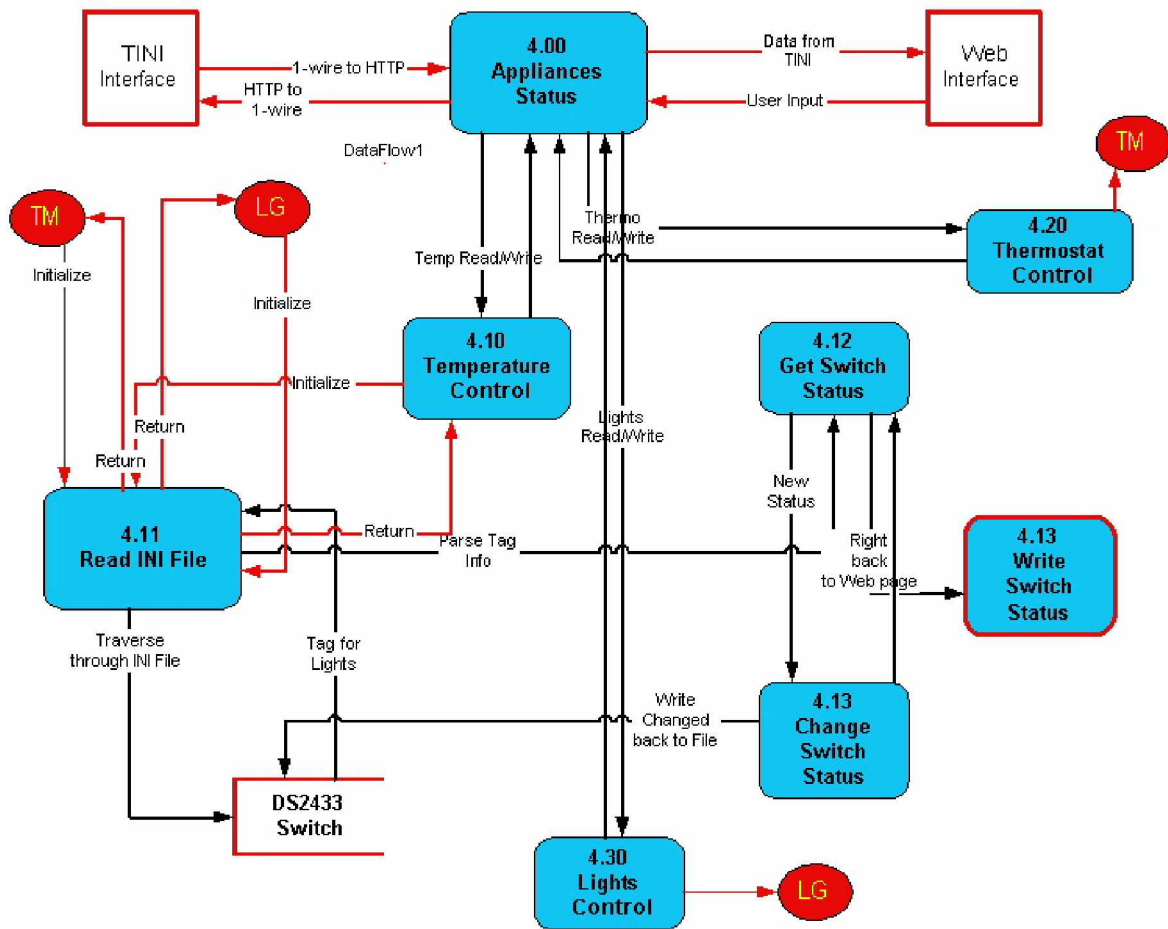 TINI
Interface
1-wire to HTTP
HTTP to
1-wire
4.00
Appliances
Status
Data from
TINI
User Input
Web
Interface
DataFlow1
TM
TM
LG
Initialize
Initialize
Thermo
Read/Write
Temp Read/Write
4.20
Thermostat
Control
4.10
Temperature
Control
Initialize
4.12
Get Switch
Status
Return
Return
Lights
Read/Write
New
Status
4.11
Read INI File
Return
Parse Tag
Info
Right
back
to Web page
4.13
Write
Switch
Status
Traverse
through INI File
Tag for
Lights
Write
Changed
back to File
4.13
Change
Switch
Status
DS2433
Switch
4.30
Lights
Control
LG